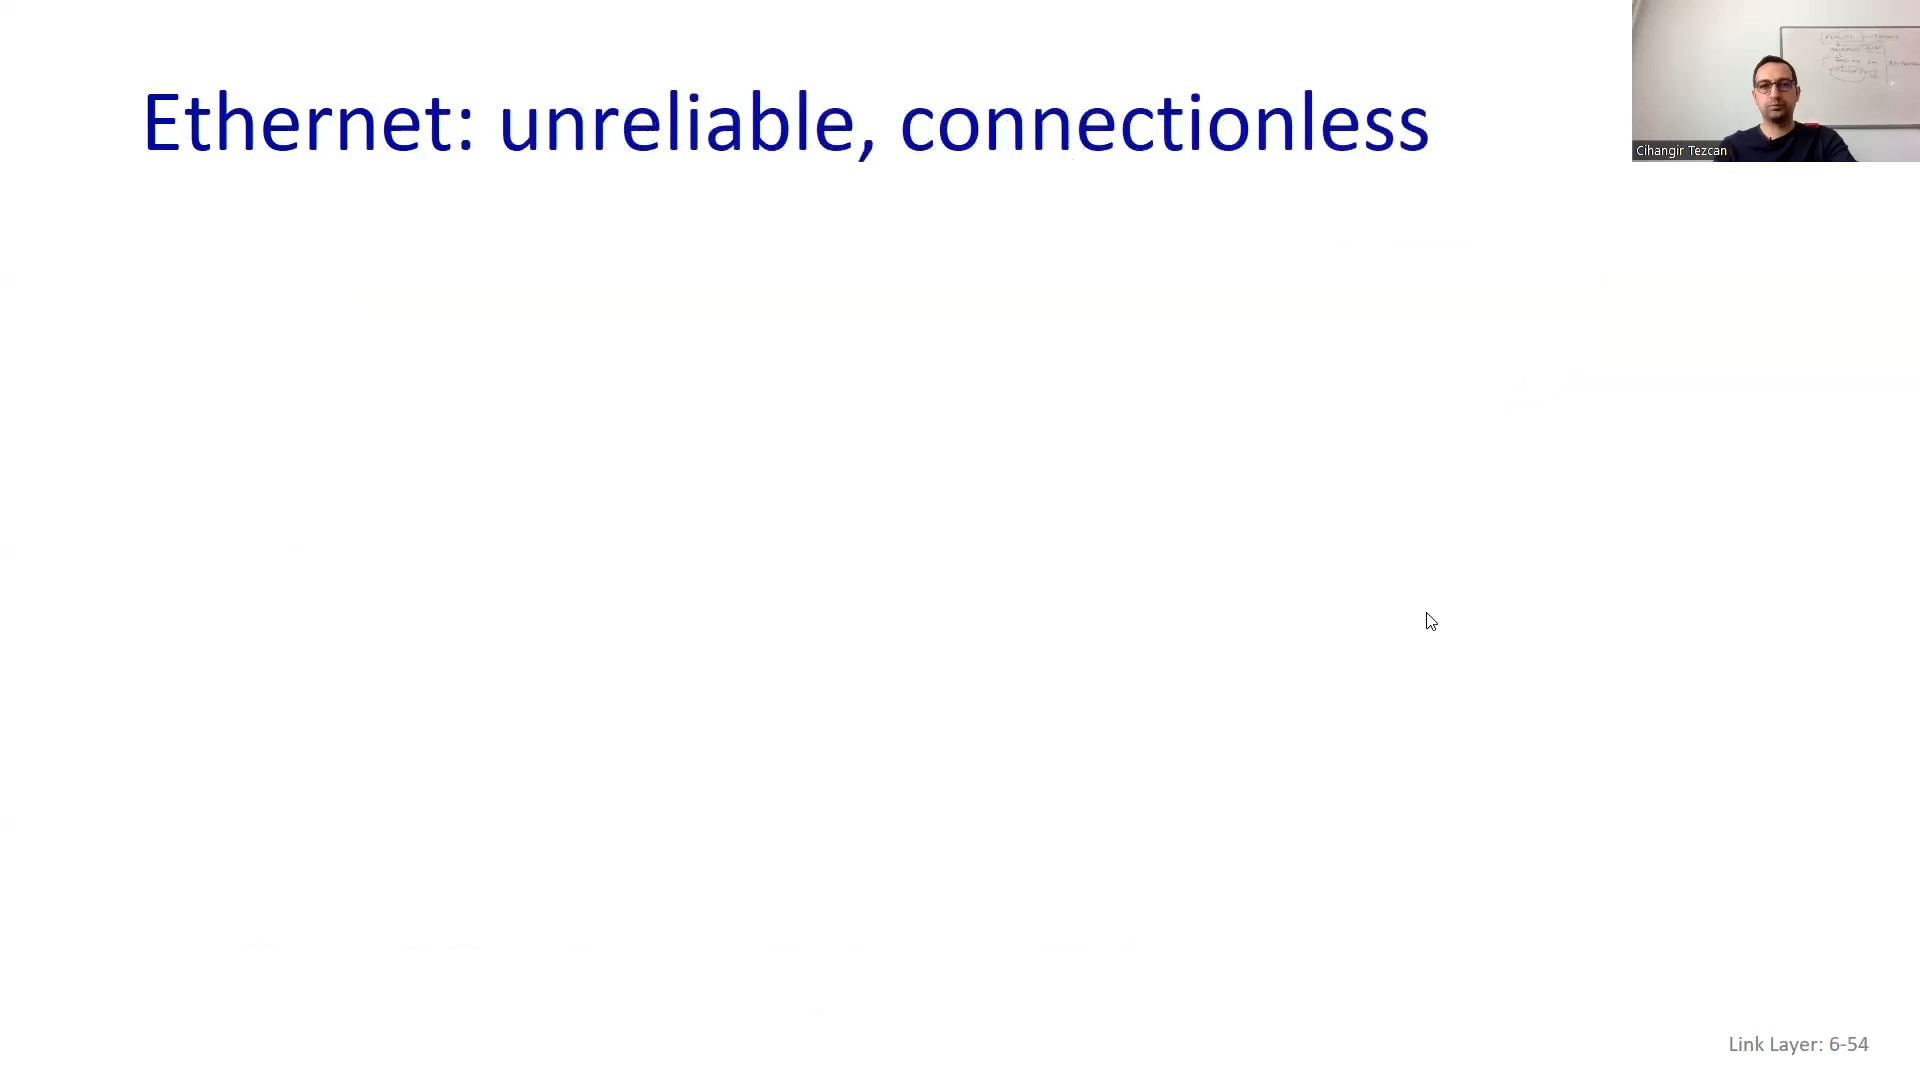 Ethernet: unreliable, connectionless
Cihangir Tezcan
Link Layer: 6-54